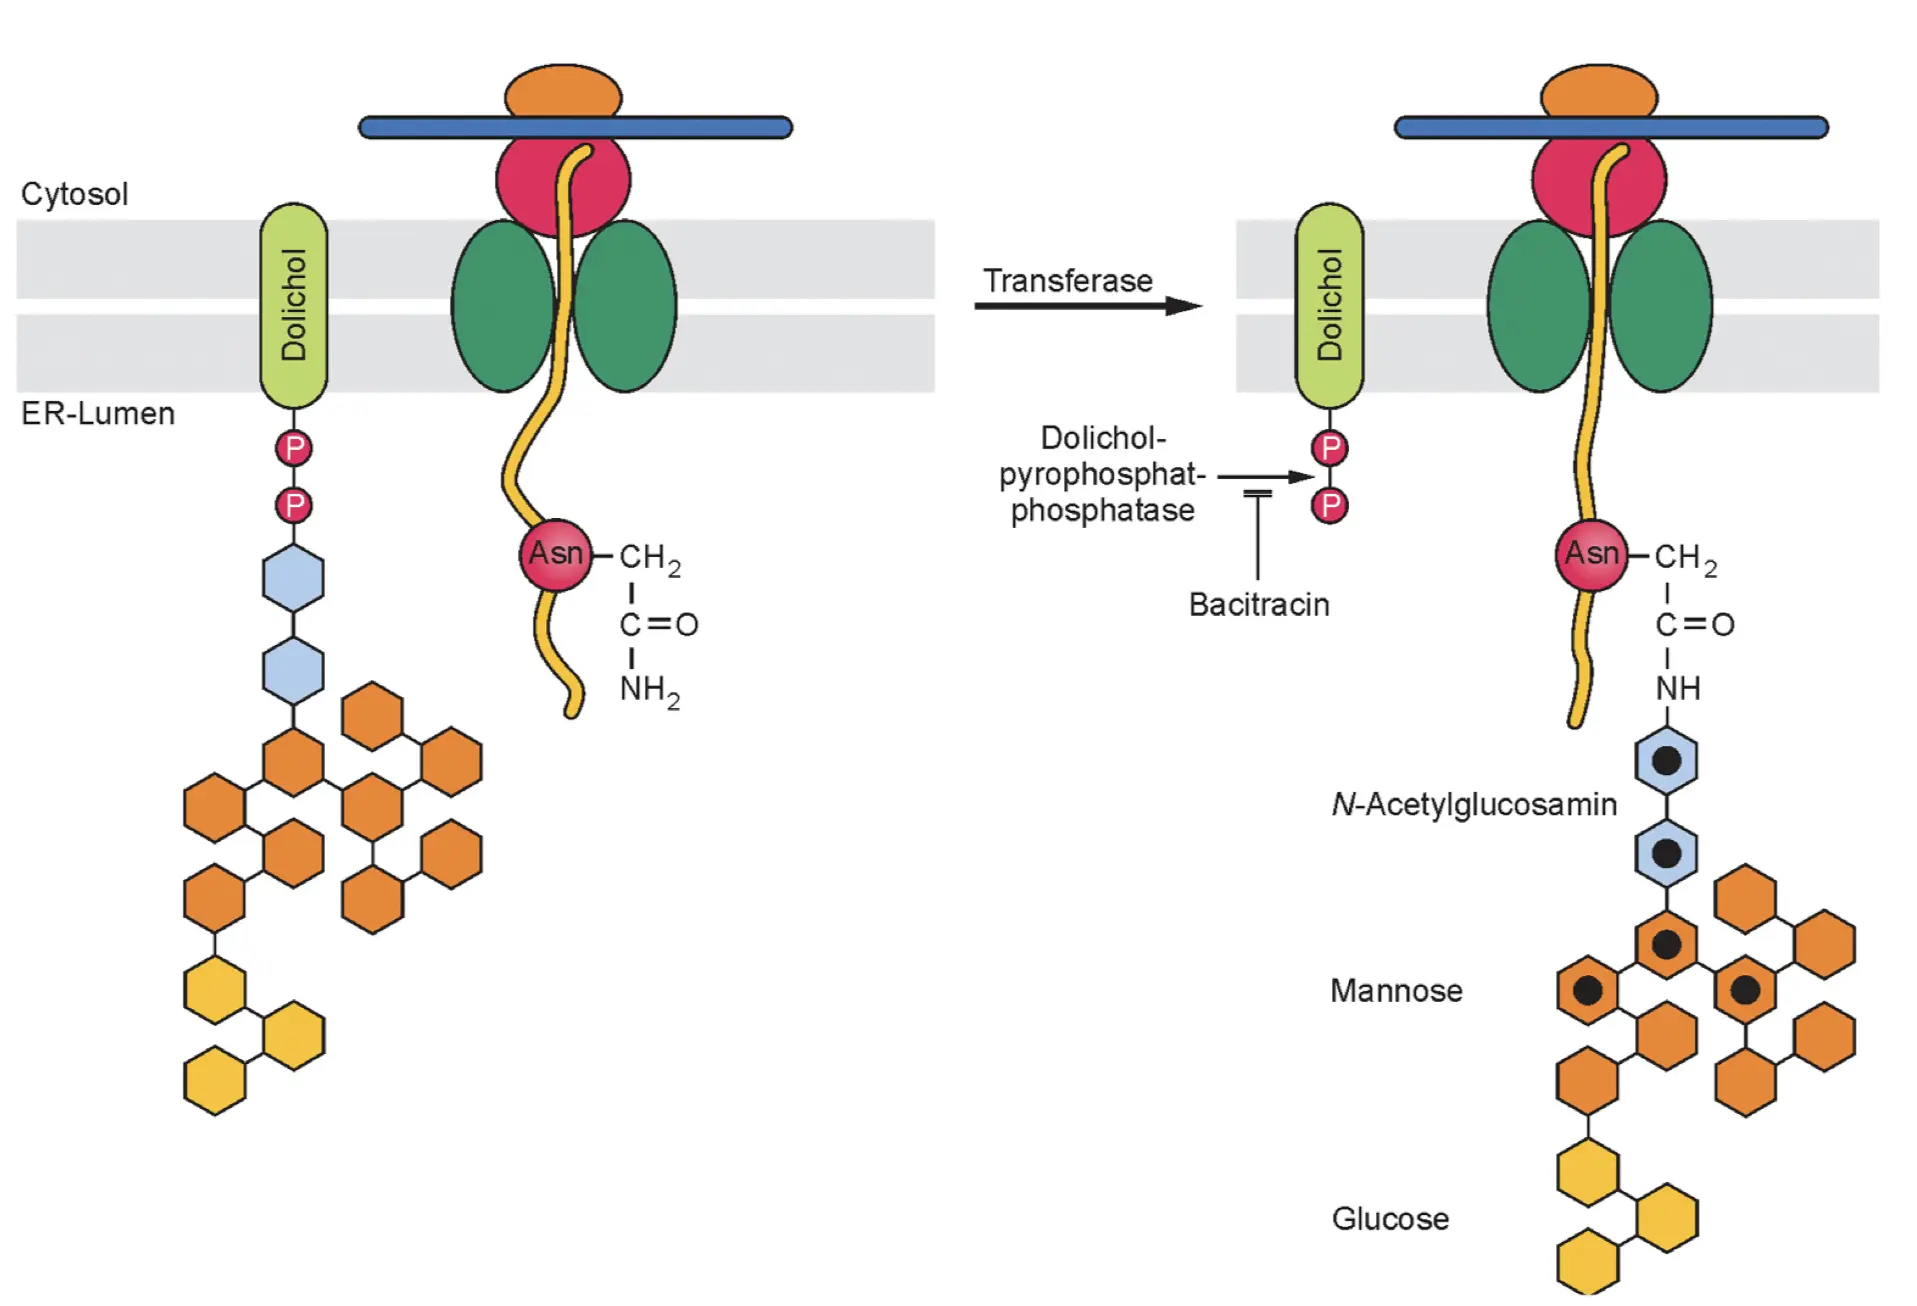 Cytosol
Dolichol
ER-Lumen
P
P
Asn
CH2
C=O
NH2
Transferase
Dolichol
Dolichol-
pyrophosphat-
phosphatase
P
P
Bacitracin
Asn
CH2
C=O
NH
N-Acetylglucosamin
Mannose
Glucose